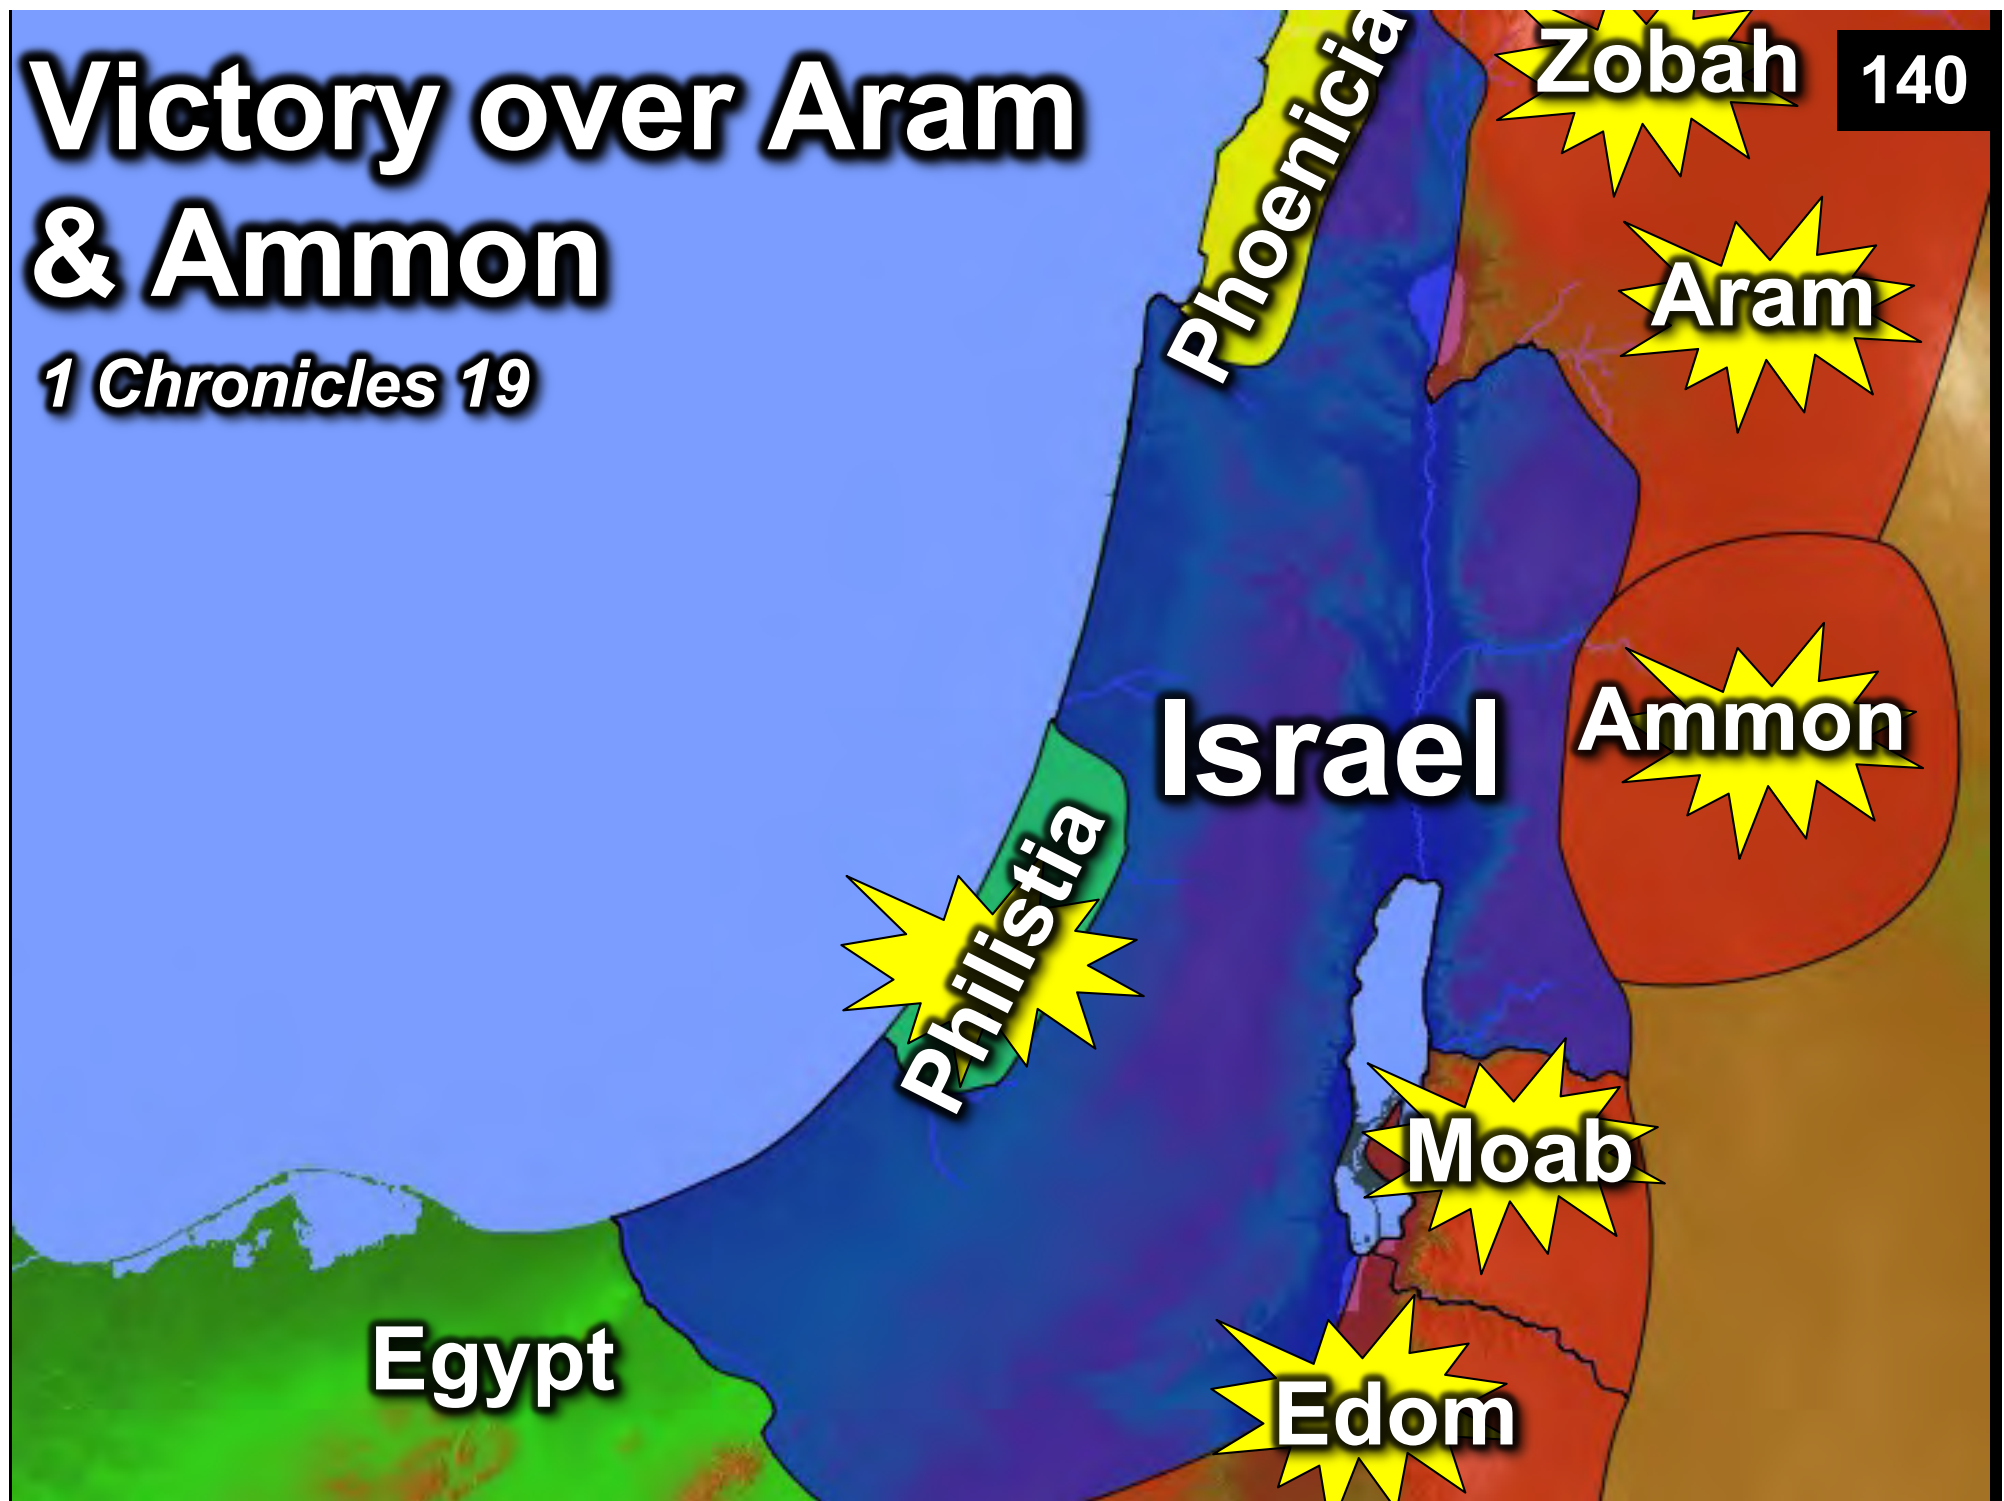 Victory over Aram
& Ammon
1 Chronicles 19
Phoenicia
Zobah
140
Aram
Israel
Ammon
Philistia
Moab
Egypt
Edom